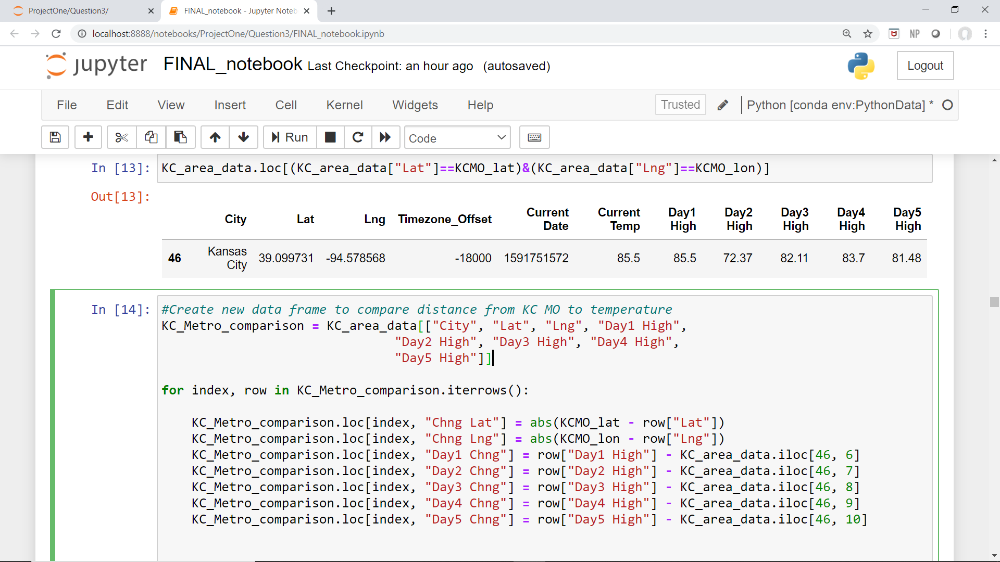 ProjectOne/Question3/
FINAL_notebook - Jupyter Noteb
localhost:8888/notebooks/ProjectOne/Question3/FINAL_notebook.ipynb
NP
jupyter FINAL_notebook Last Checkpoint: an hour ago (autosaved)
Logout
File Edit View Insert Cell Kernel Widgets Help
Trusted
Python [conda env:PythonData] *
Run
Code
In [13]: KC_area_data.loc[(KC_area_data["Lat"]==KCMO_lat)&(KC_area_data["Lng"]==KCMO_lon)]
Out[13]:
City Lat Lng Timezone_Offset Current Date Current Temp Day1 High Day2 High Day3 High Day4 High Day5 High
46 Kansas City 39.099731 -94.578568 -18000 1591751572 85.5 85.5 72.37 82.11 83.7 81.48
In [14]: #Create new data frame to compare distance from KC MO to temperature
KC_Metro_comparison = KC_area_data[["City", "Lat", "Lng", "Day1 High",
"Day2 High", "Day3 High", "Day4 High",
"Day5 High"]]
for index, row in KC_Metro_comparison.iterrows():
KC_Metro_comparison.loc[index, "Chng Lat"] = abs(KCMO_lat - row["Lat"])
KC_Metro_comparison.loc[index, "Chng Lng"] = abs(KCMO_lon - row["Lng"])
KC_Metro_comparison.loc[index, "Day1 Chng"] = row["Day1 High"] - KC_area_data.iloc[46, 6]
KC_Metro_comparison.loc[index, "Day2 Chng"] = row["Day2 High"] - KC_area_data.iloc[46, 7]
KC_Metro_comparison.loc[index, "Day3 Chng"] = row["Day3 High"] - KC_area_data.iloc[46, 8]
KC_Metro_comparison.loc[index, "Day4 Chng"] = row["Day4 High"] - KC_area_data.iloc[46, 9]
KC_Metro_comparison.loc[index, "Day5 Chng"] = row["Day5 High"] - KC_area_data.iloc[46, 10]